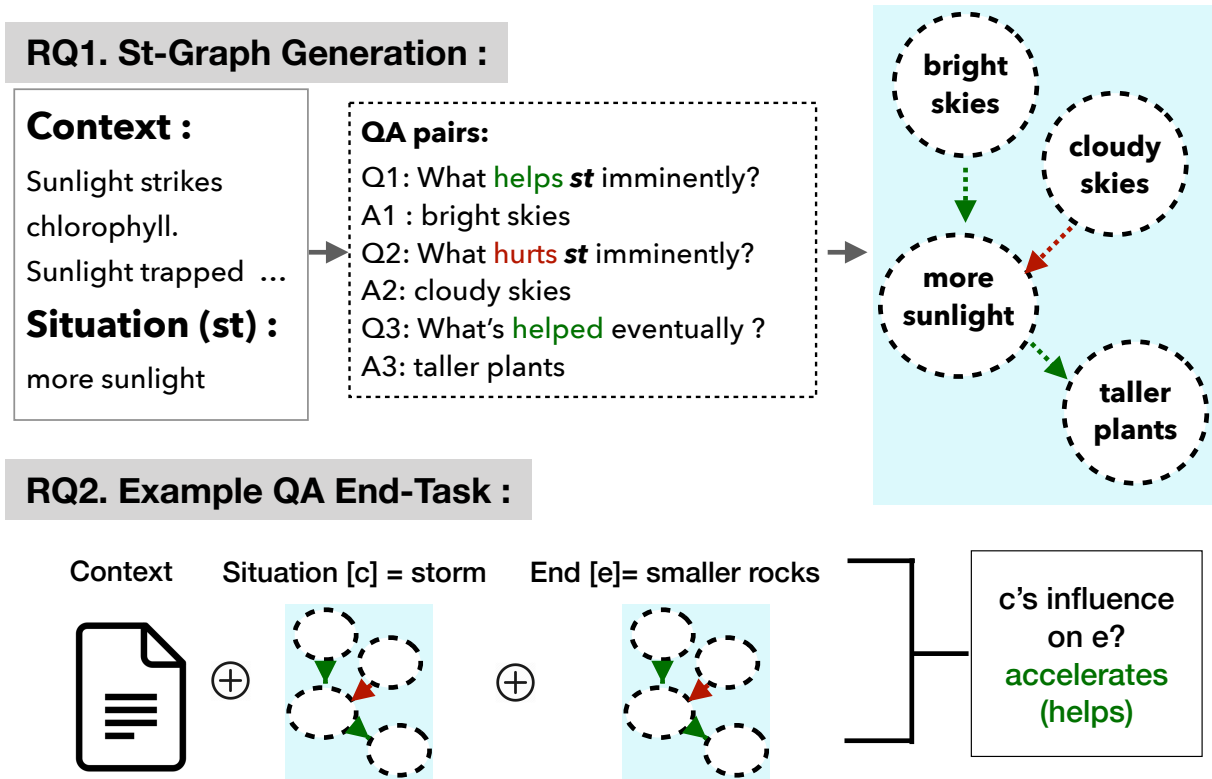 RQ1. St-Graph Generation :
Context :
Sunlight strikes
chlorophyll.
Sunlight trapped ...
Situation (st) :
more sunlight
QA pairs:
Q1: What helps st imminently?
A1 : bright skies
Q2: What hurts st imminently?
A2: cloudy skies
Q3: What's helped eventually ?
A3: taller plants
bright
skies
cloudy
skies
more
sunlight
taller
plants
RQ2. Example QA End-Task :
Context
Situation [c] = storm
End [e]= smaller rocks
c's influence
on e?
accelerates
(helps)